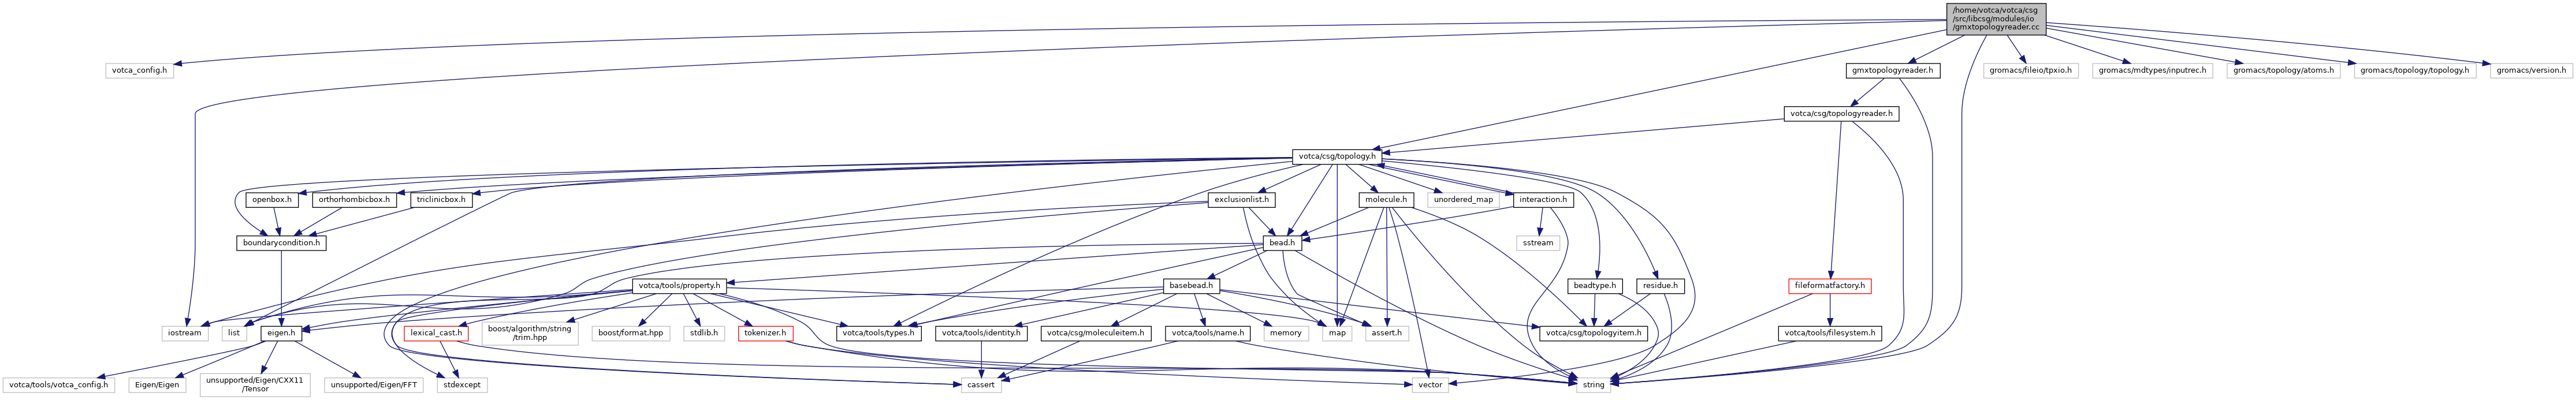 /home/votca/votca/csg
/src/libcsg/modules/io
/gmxtopologyreader.cc
votca_config.h
gmxtopologyreader.h
gromacs/fileio/tpxio.h
gromacs/mdtypes/inputrec.h
gromacs/topology/atoms.h
gromacs/topology/topology.h
gromacs/version.h
votca/csg/topologyreader.h
votca/csg/topology.h
openbox.h
orthorhombicbox.h
triclinicbox.h
exclusionlist.h
molecule.h
unordered_map
interaction.h
boundarycondition.h
bead.h
sstream
votca/tools/property.h
basebead.h
beadtype.h
residue.h
fileformatfactory.h
iostream
list
eigen.h
lexical_cast.h
boost/algorithm/string
/trim.hpp
boost/format.hpp
stdlib.h
tokenizer.h
votca/tools/types.h
votca/tools/identity.h
votca/csg/moleculeitem.h
votca/tools/name.h
memory
map
assert.h
votca/csg/topologyitem.h
votca/tools/filesystem.h
votca/tools/votca_config.h
Eigen/Eigen
unsupported/Eigen/CXX11
/Tensor
unsupported/Eigen/FFT
stdexcept
cassert
vector
string